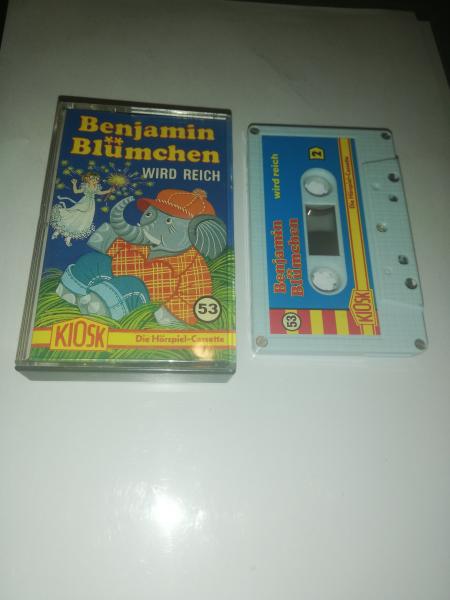 Benjamin
Blümchen
WIRD REICH
53
KIOSK
Die Hörspiel-Cassette
2
wird reich
Benjamin
Blümchen
53
KIOSK
Die Hörspiel-Cassette